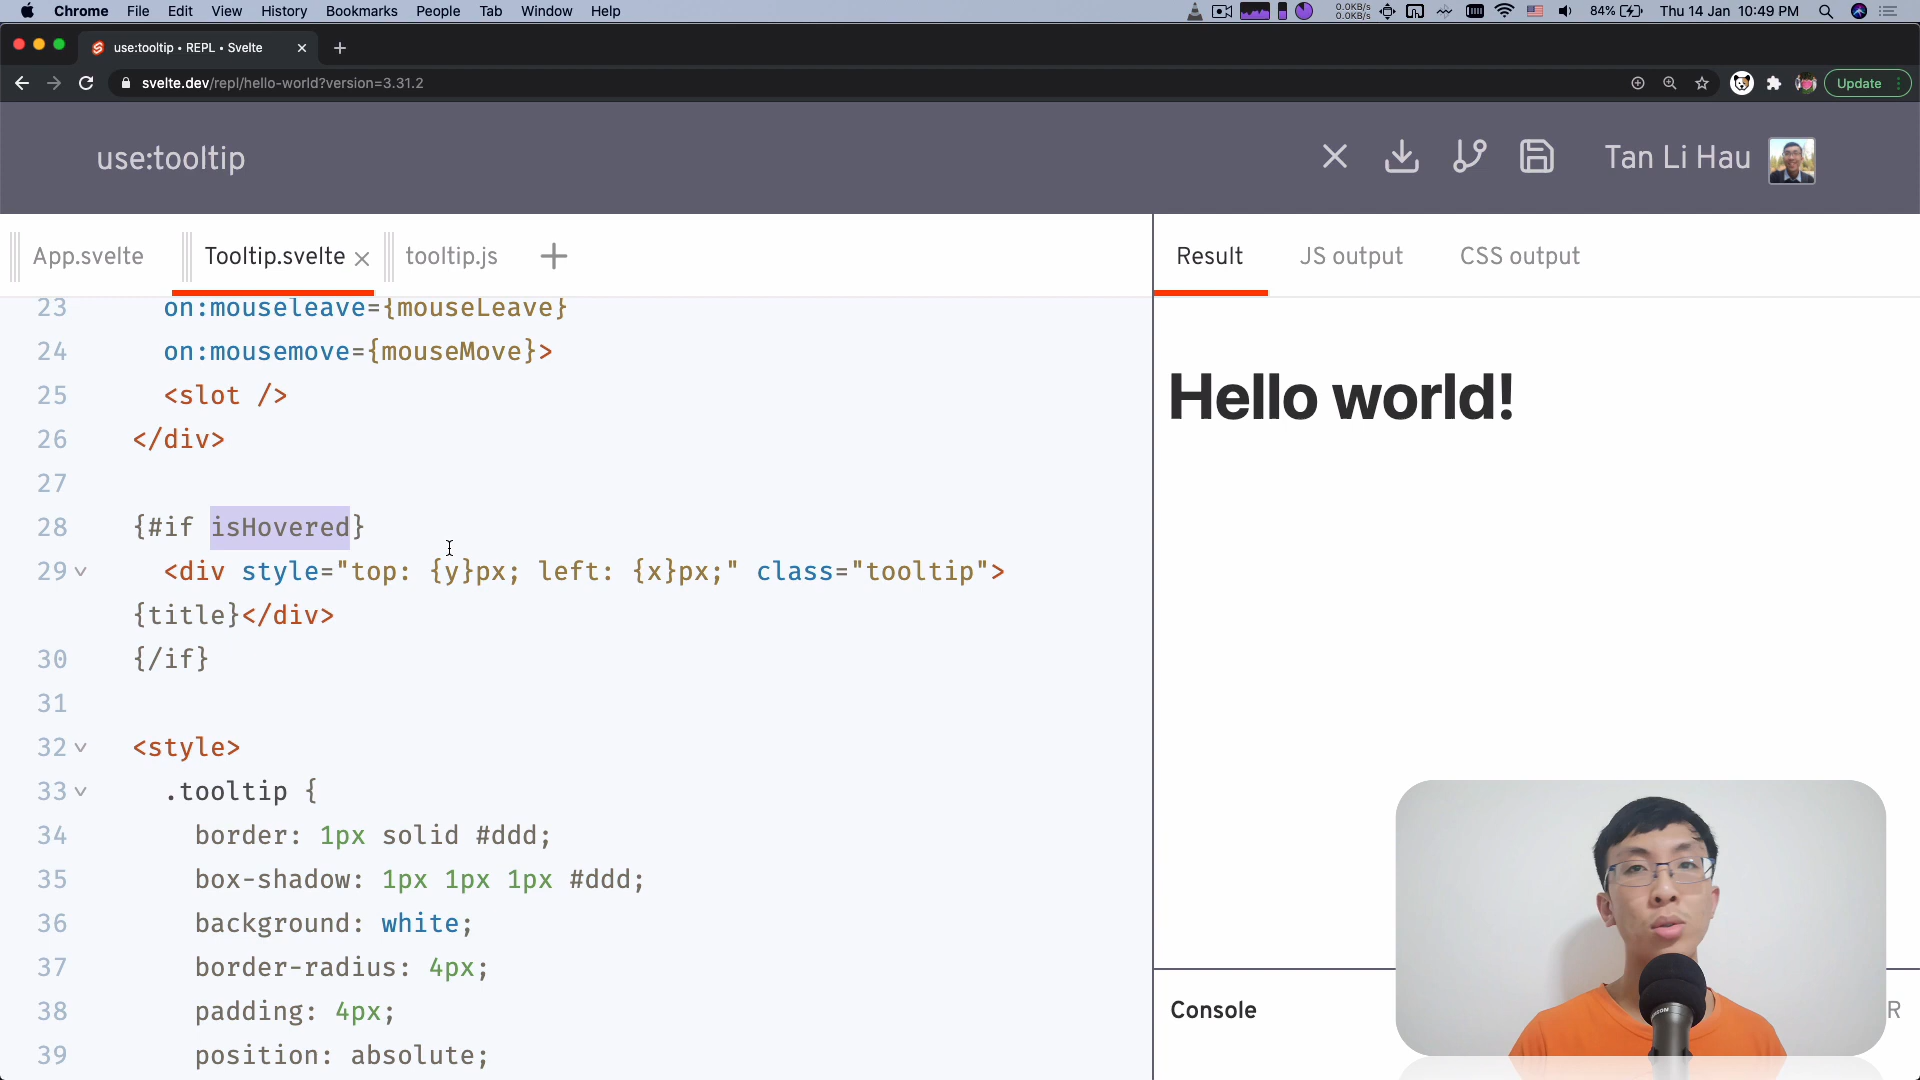 Chrome File Edit View History Bookmarks People Tab Window Help
0.0KB/s
0.0KB/s
84% Thu 14 Jan 10:49 PM
use:tooltip • REPL • Svelte
svelte.dev/repl/hello-world?version=3.31.2
Update
use:tooltip
Tan Li Hau
App.svelte Tooltip.svelte tooltip.js
Result JS output CSS output
23 on:mouseleave={mouseLeave}
24 on:mousemove={mouseMove}>
25 <slot />
26 </div>
27
28 {#if isHovered}
29 <div style="top: {y}px; left: {x}px;" class="tooltip">
{title}</div>
30 {/if}
31
32 <style>
33 .tooltip {
34 border: 1px solid #ddd;
35 box-shadow: 1px 1px 1px #ddd;
36 background: white;
37 border-radius: 4px;
38 padding: 4px;
39 position: absolute;
Hello world!
Console
R